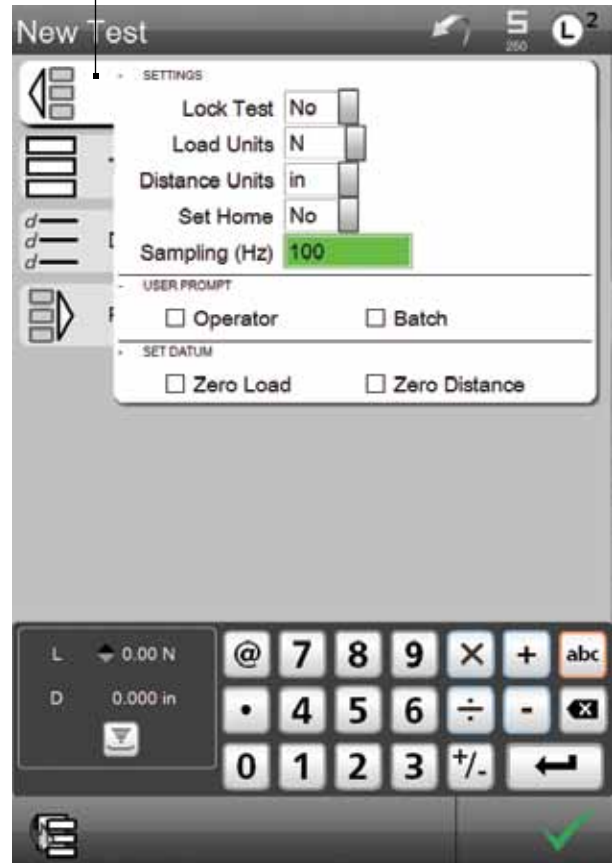 New Test
S
250
L2
- SETTINGS
Lock Test No
Load Units N
Distance Units in
Set Home No
Sampling (Hz) 100
- USER PROMPT
☐ Operator ☐ Batch
- SET DATUM
☐ Zero Load ☐ Zero Distance
d
d
d
L 0.00 N
D 0.000 in
@ 7 8 9 × + abc
• 4 5 6 ÷ -
0 1 2 3 +/-